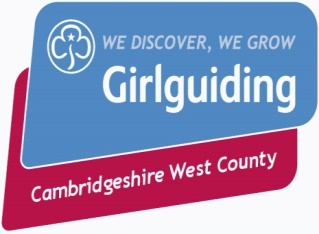 WE DISCOVER, WE GROW
Girlguiding
Cambridgeshire West County